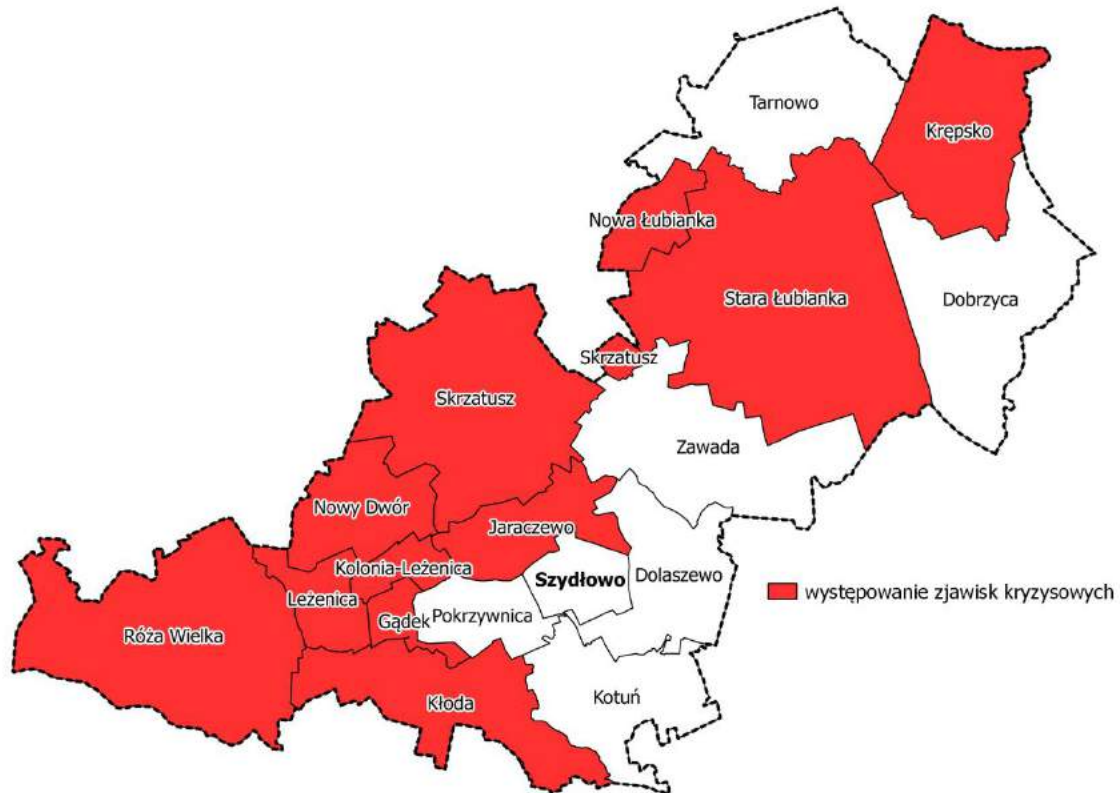 Tarnowo
Krępsko
Nowa Łubianka
Stara Łubianka
Dobrzyca
Skrzatusz
Skrzatusz
Zawada
Nowy Dwór
Jaraczewo
Kolonia-Leżenica
Szydłowo
Dolaszewo
Leżenica
Gądek
Pokrzywnica
Róża Wielka
Kłoda
Kotuń
występowanie zjawisk kryzysowych